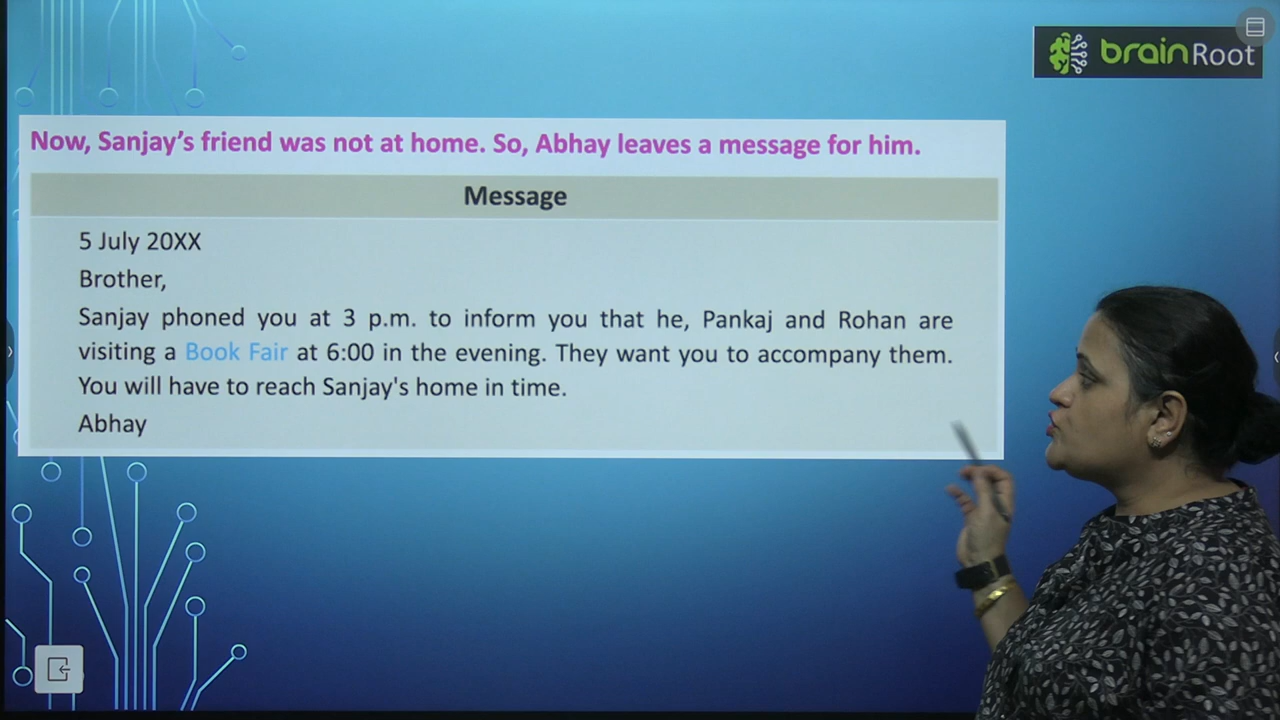 brainRoot
Now, Sanjay's friend was not at home. So, Abhay leaves a message for him.
Message
5 July 20XX
Brother,
Sanjay phoned you at 3 p.m. to inform you that he, Pankaj and Rohan are
visiting a Book Fair at 6:00 in the evening. They want you to accompany them.
You will have to reach Sanjay's home in time.
Abhay